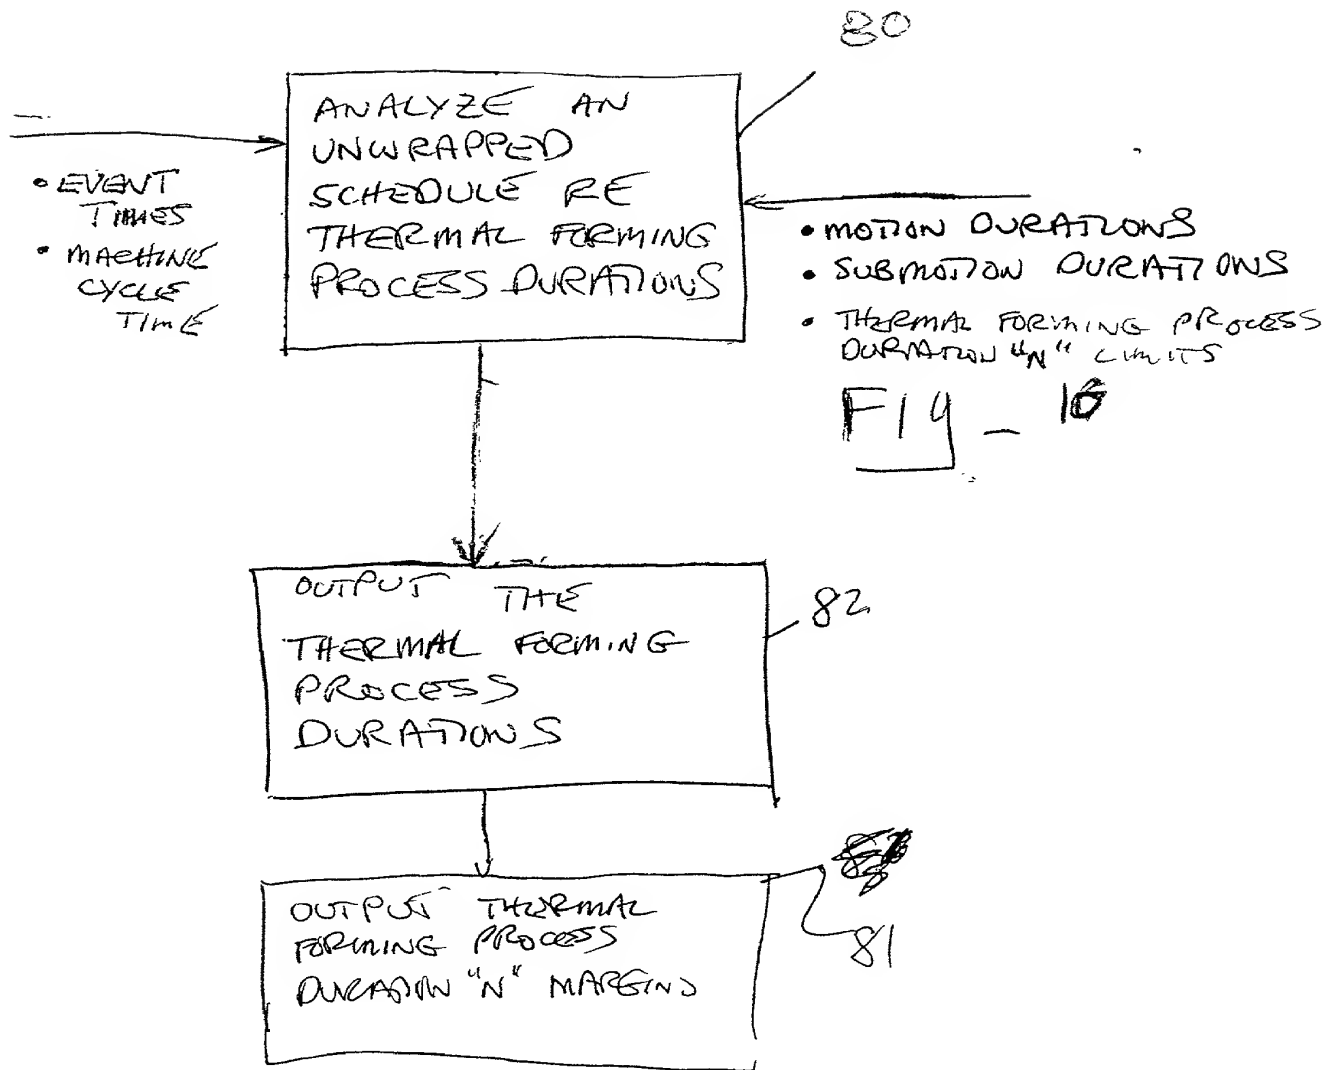 80
ANALYZE AN
UNWRAPPED
SCHEDULE RE
THERMAL FORMING
PROCESS DURATIONS
• EVENT
TIMES
• MACHINE
CYCLE
TIME
• MOTION DURATIONS
• SUBMOTION DURATIONS
• THERMAL FORMING PROCESS
DURATION "N" LIMITS
Fig _
OUTPUT THE
THERMAL FORMING
PROCESS
DURATIONS
82
OUTPUT THERMAL
FORMING PROCESS
DURATION "N" MARGINS
81